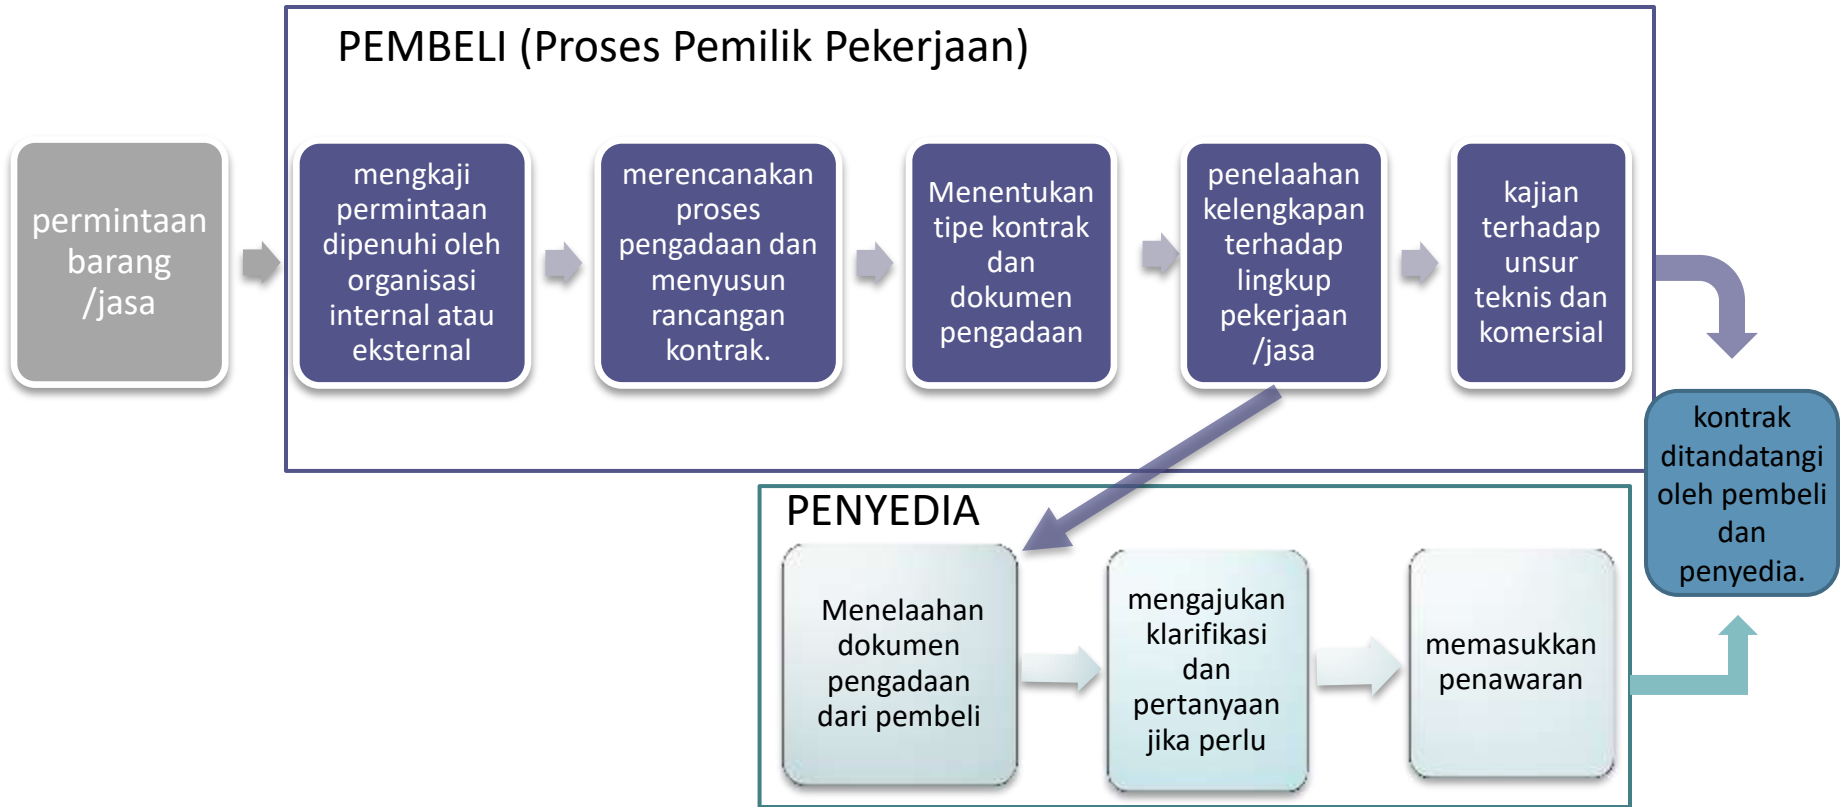 PEMBELI (Proses Pemilik Pekerjaan)
permintaan
barang
/jasa
mengkaji
permintaan
dipenuhi oleh
organisasi
internal atau
eksternal
merencanakan
proses
pengadaan dan
menyusun
rancangan
kontrak.
Menentukan
tipe kontrak
dan
dokumen
pengadaan
penelaahan
kelengkapan
terhadap
lingkup
pekerjaan
/jasa
kajian
terhadap
unsur
teknis dan
komersial
kontrak
ditandatangi
oleh pembeli
dan
penyedia.
PENYEDIA
Menelaahan
dokumen
pengadaan
dari pembeli
mengajukan
klarifikasi
dan
pertanyaan
jika perlu
memasukkan
penawaran